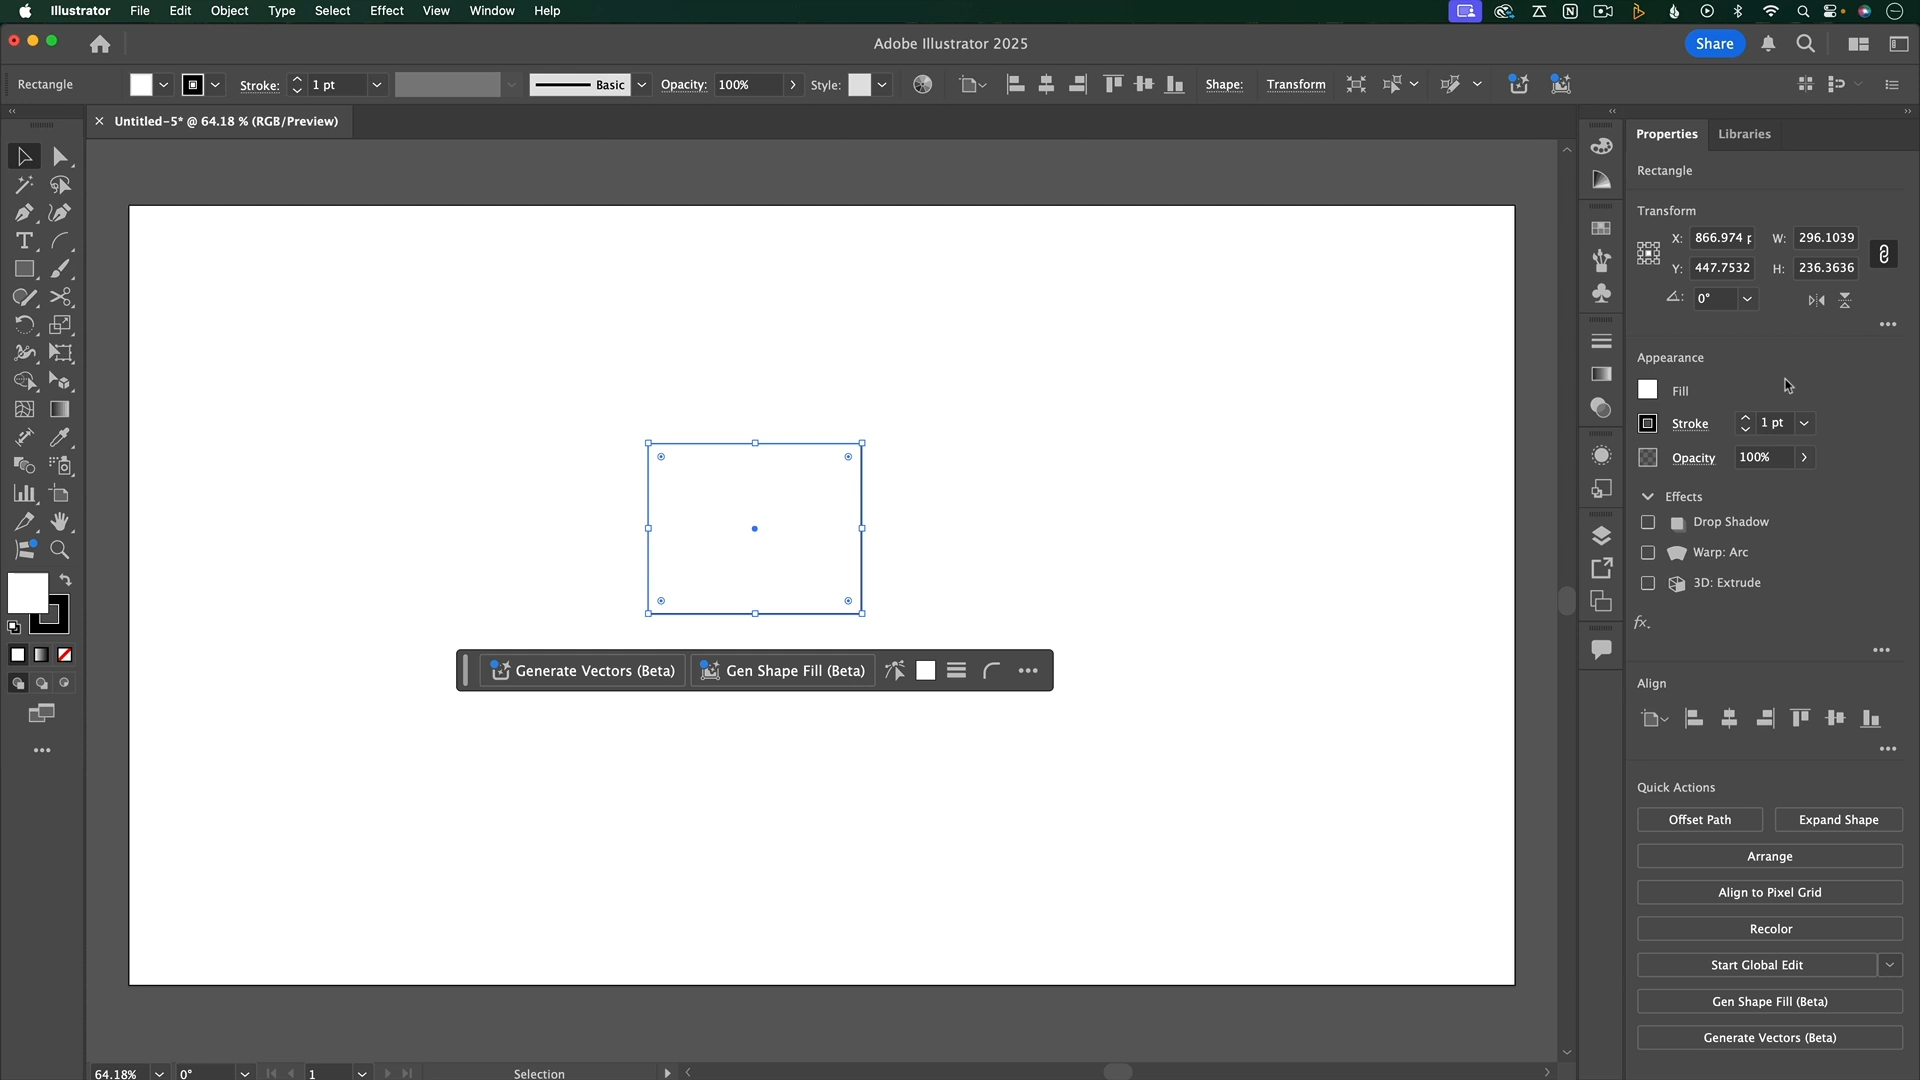 Illustrator File Edit Object Type Select Effect View Window Help
Adobe Illustrator 2025
Share
Rectangle Stroke: 1 pt Basic Opacity: 100% Style: Shape: Transform
Untitled-5* @ 64.18 % (RGB/Preview)
Properties Libraries
Rectangle
Transform
X: 866.974 p W: 296.1039
Y: 447.7532 H: 236.3636
0°
Appearance
Fill
Stroke 1 pt
Opacity 100%
Effects
Drop Shadow
Warp: Arc
3D: Extrude
fx.
Generate Vectors (Beta) Gen Shape Fill (Beta)
Align
Quick Actions
Offset Path Expand Shape
Arrange
Align to Pixel Grid
Recolor
Start Global Edit
Gen Shape Fill (Beta)
Generate Vectors (Beta)
64.18% 0° 1 Selection